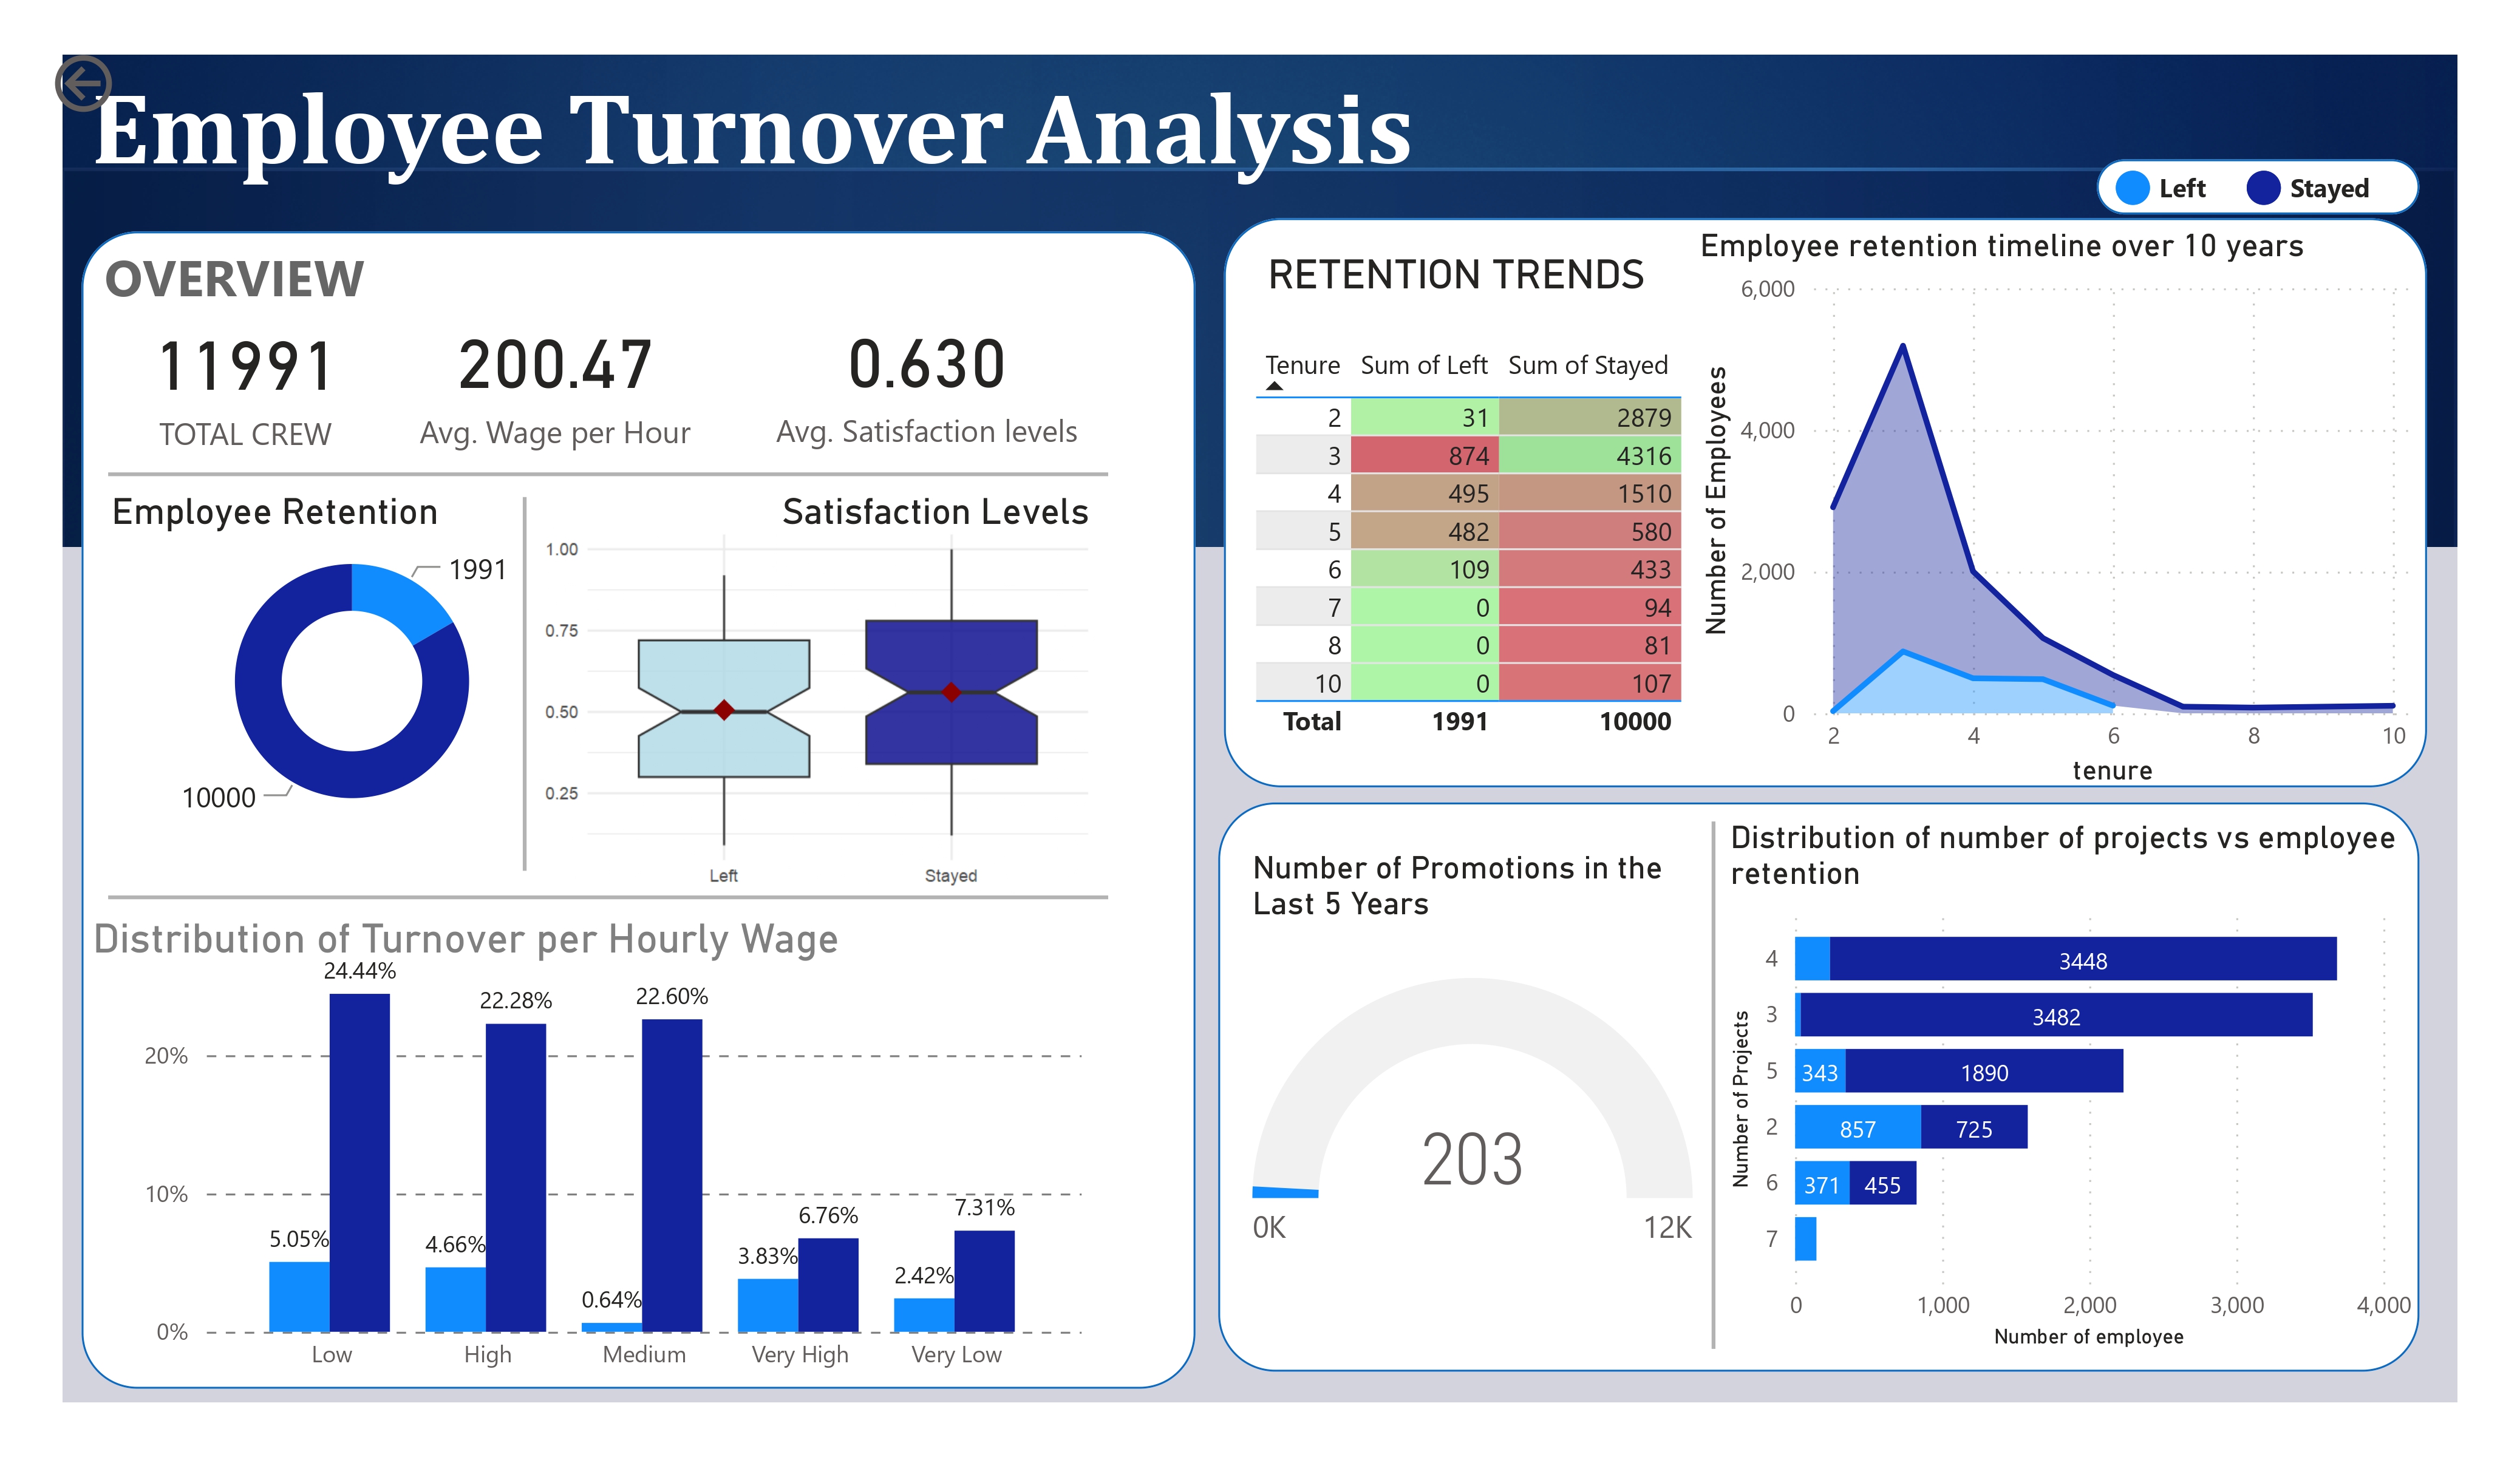 Employee Turnover Analysis
Left Stayed
OVERVIEW
11991 200.47 0.630
TOTAL CREW Avg. Wage per Hour Avg. Satisfaction levels
Employee Retention
1991
10000
Satisfaction Levels
1.00
0.75
0.50
0.25
Left Stayed
Distribution of Turnover per Hourly Wage
24.44% 22.28% 22.60%
20%
10%
0%
5.05% 4.66% 0.64% 3.83% 6.76% 2.42% 7.31%
Low High Medium Very High Very Low
RETENTION TRENDS
Tenure Sum of Left Sum of Stayed
2 31 2879
3 874 4316
4 495 1510
5 482 580
6 109 433
7 0 94
8 0 81
10 0 107
Total 1991 10000
Employee retention timeline over 10 years
Number of Employees
6,000
4,000
2,000
0
2 4 6 8 10
tenure
Number of Promotions in the
Last 5 Years
203
0K 12K
Distribution of number of projects vs employee
retention
Number of Projects
4 3448
3 3482
5 343 1890
2 857 725
6 371 455
7
0 1,000 2,000 3,000 4,000
Number of employee